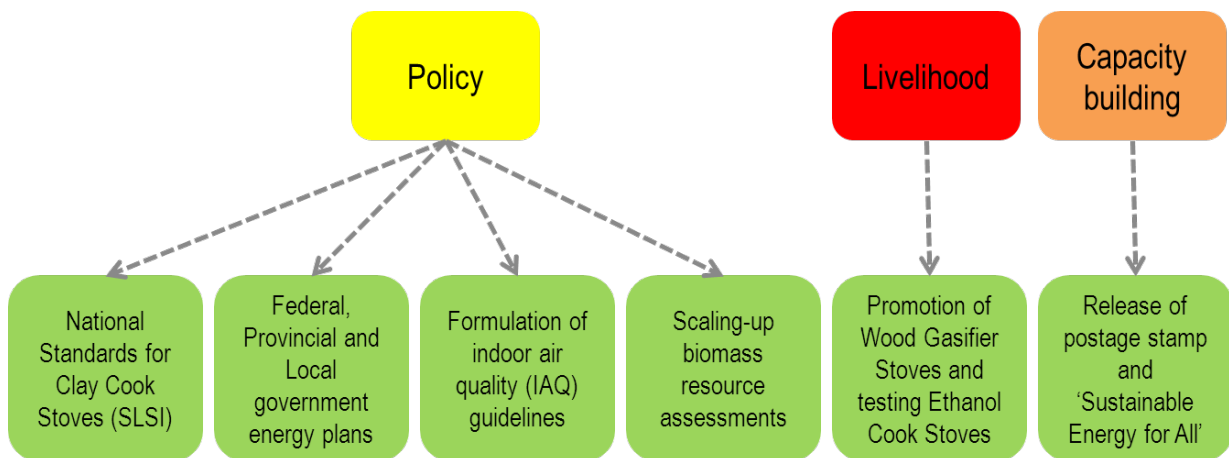 Policy
Livelihood
Capacity
building
National
Standards for
Clay Cook
Stoves (SLSI)
Federal,
Provincial and
Local
government
energy plans
Formulation of
indoor air
quality (IAQ)
guidelines
Scaling-up
biomass
resource
assessments
Promotion of
Wood Gasifier
Stoves and
testing Ethanol
Cook Stoves
Release of
postage stamp
and
‘Sustainable
Energy for All’